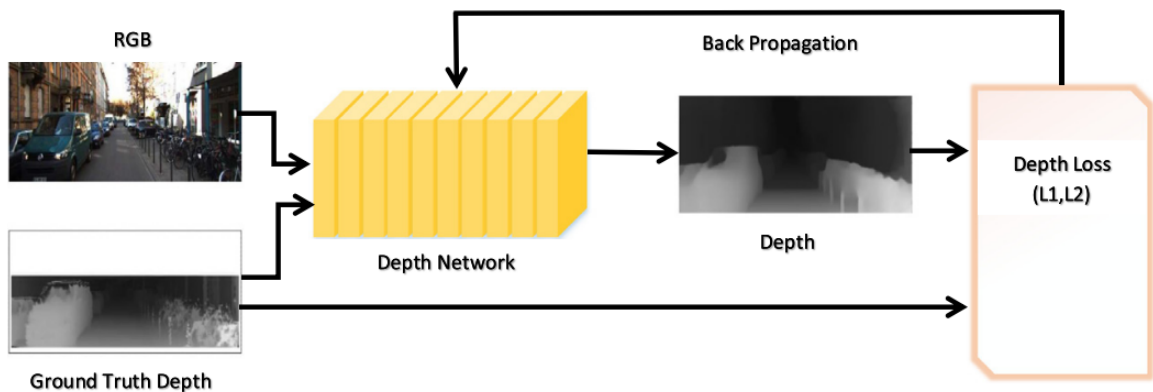 RGB
Back Propagation
Depth Loss
(L1,L2)
Depth
Depth Network
Ground Truth Depth